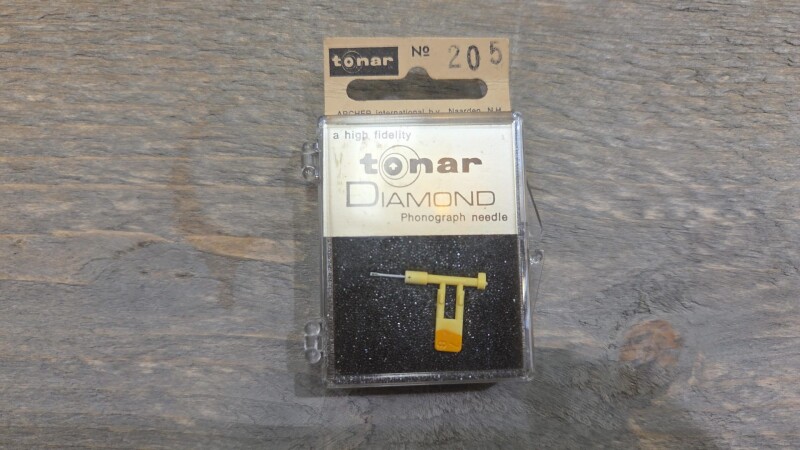 tonar Nº 205
ARCHER international b.v. Naarden N.H.
a high fidelity
tonar
DIAMOND
Phonograph needle